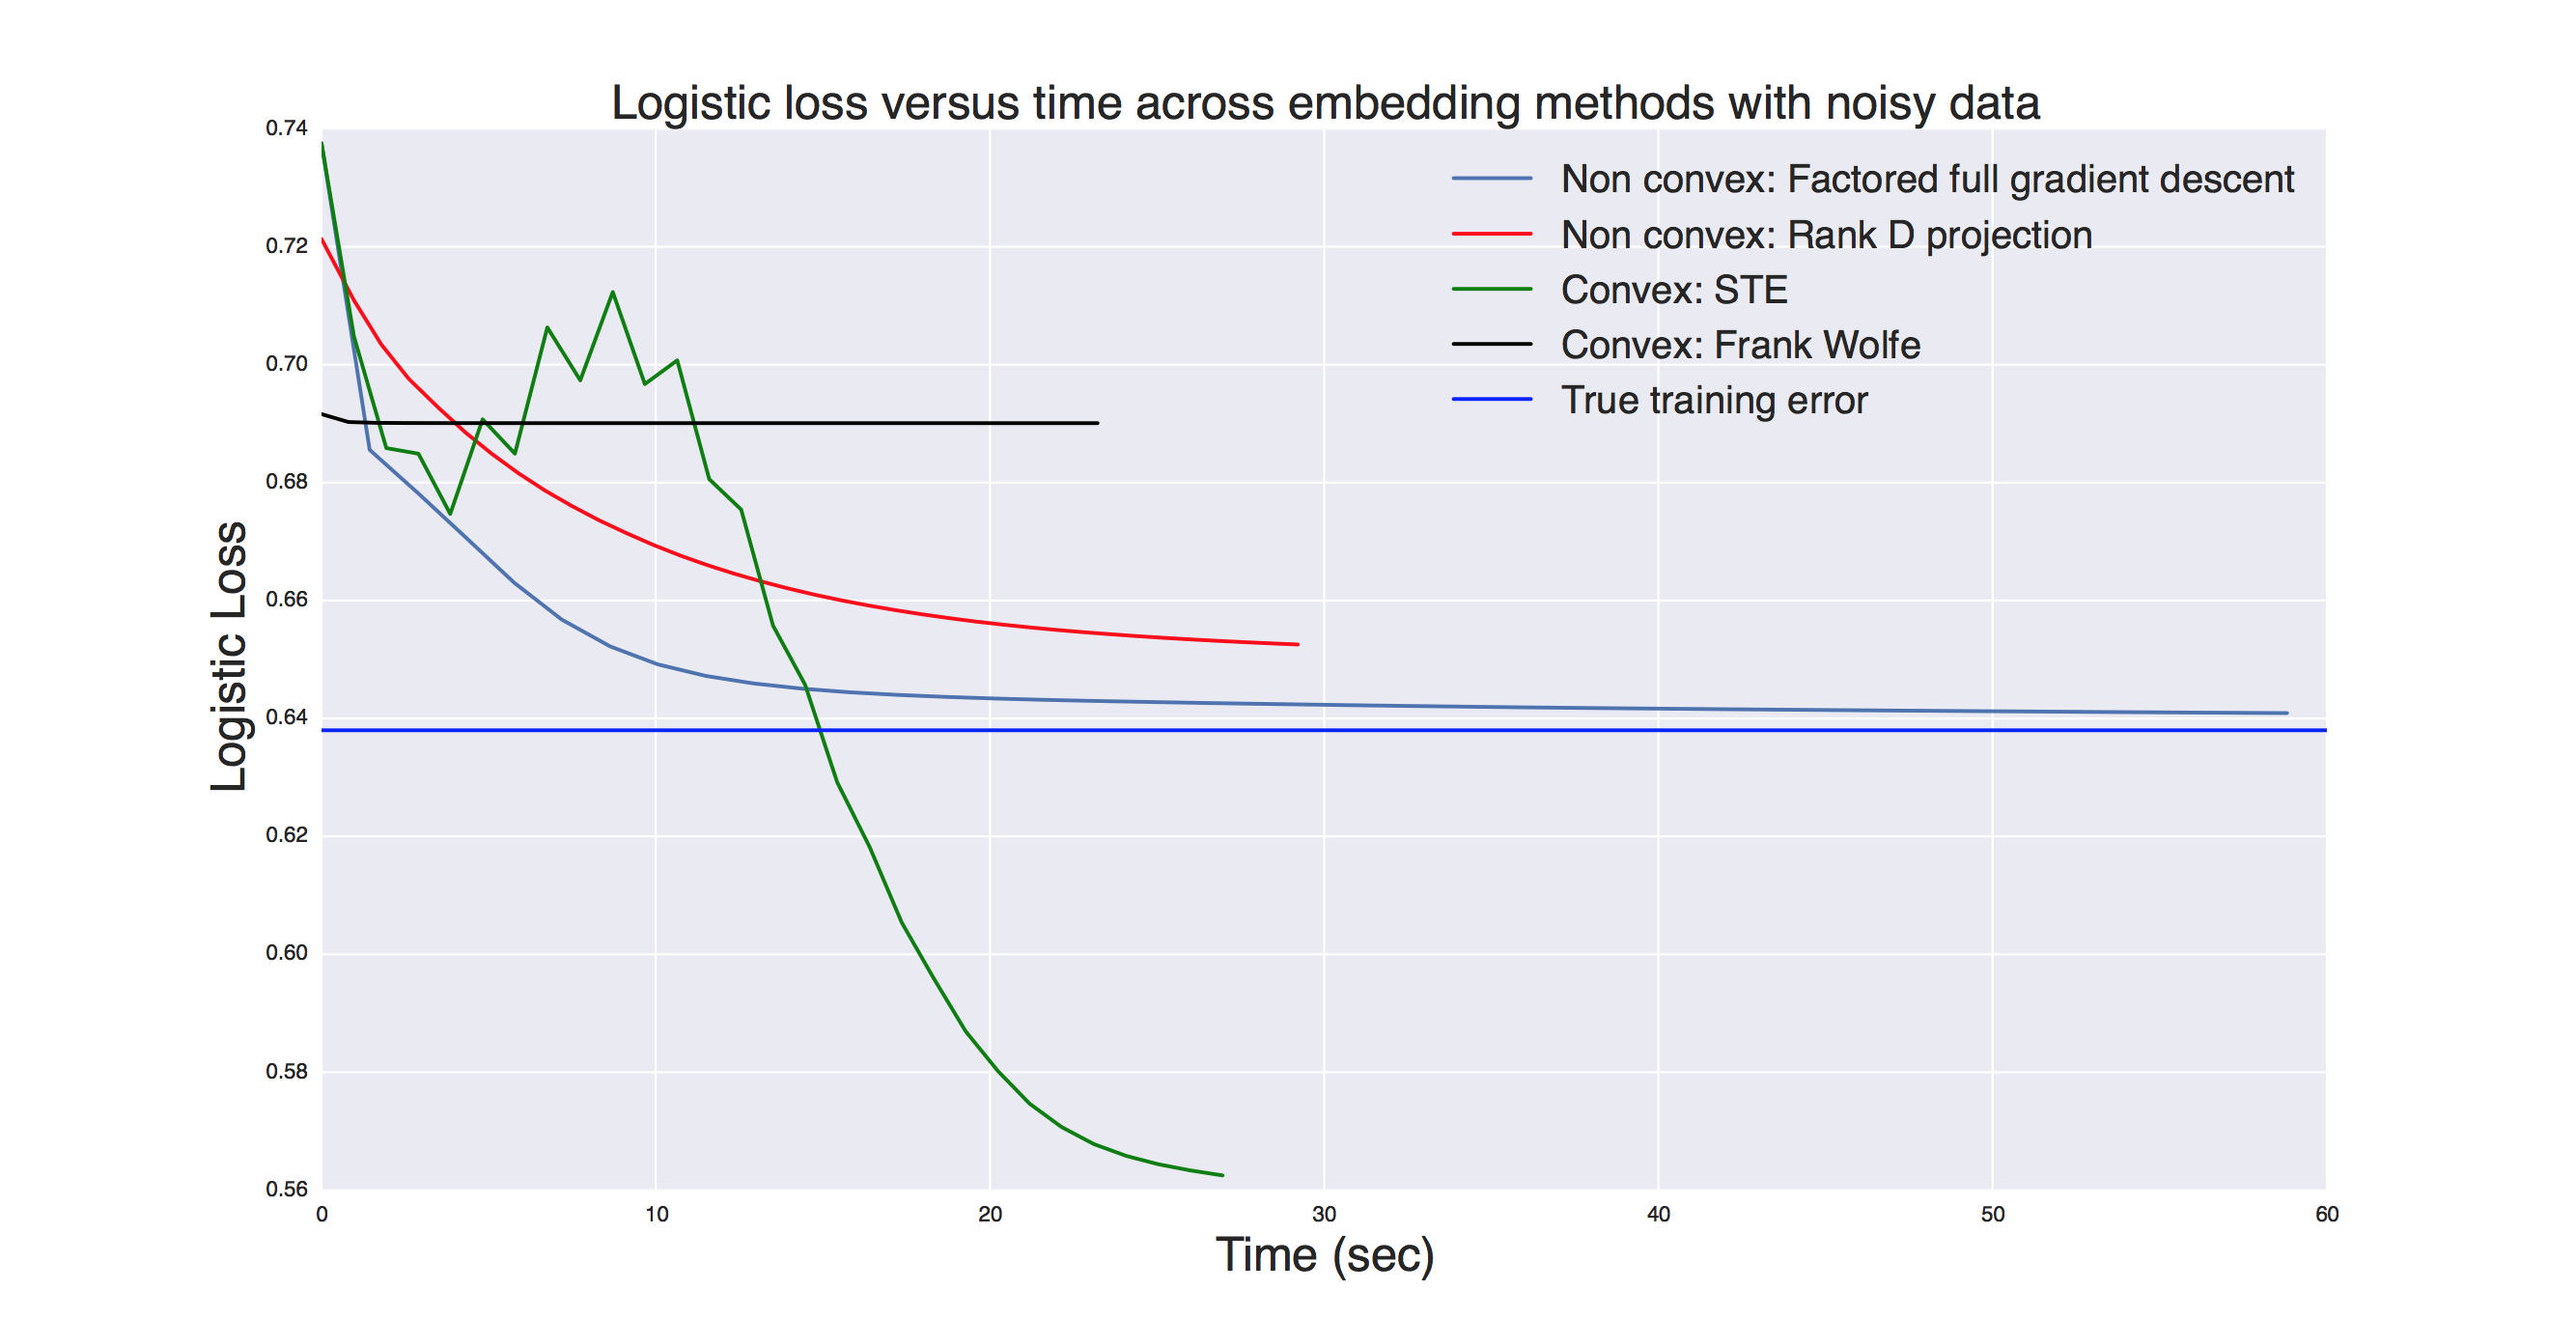 Logistic loss versus time across embedding methods with noisy data
0.74
0.72
0.70
0.68
0.66
0.64
0.62
0.60
0.58
0.56
Logistic Loss
Non convex: Factored full gradient descent
Non convex: Rank D projection
Convex: STE
Convex: Frank Wolfe
True training error
0 10 20 30 40 50 60
Time (sec)